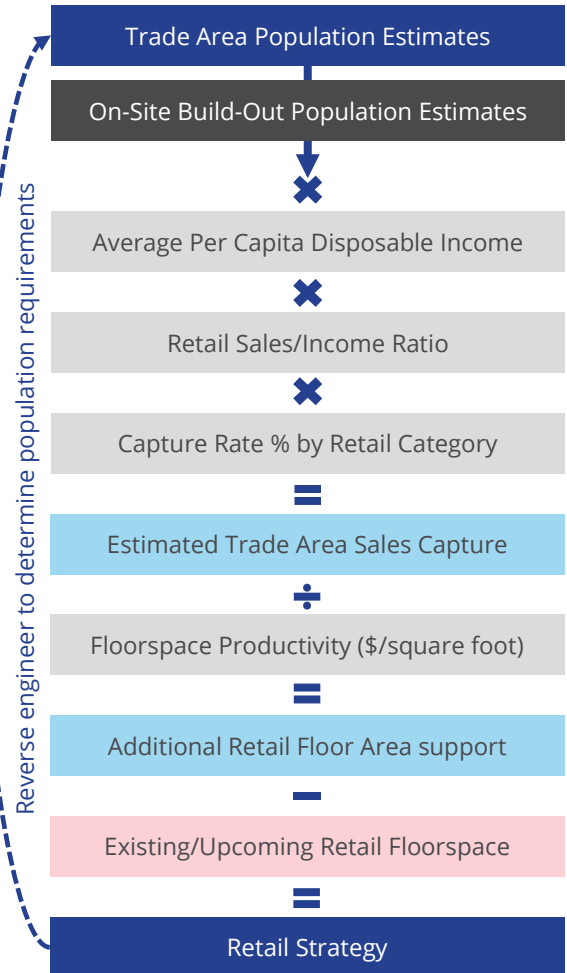 Trade Area Population Estimates
On-Site Build-Out Population Estimates
Average Per Capita Disposable Income
Retail Sales/Income Ratio
Capture Rate % by Retail Category
Estimated Trade Area Sales Capture
Floorspace Productivity ($/square foot)
Additional Retail Floor Area support
Existing/Upcoming Retail Floorspace
Retail Strategy
Reverse engineer to determine population requirements